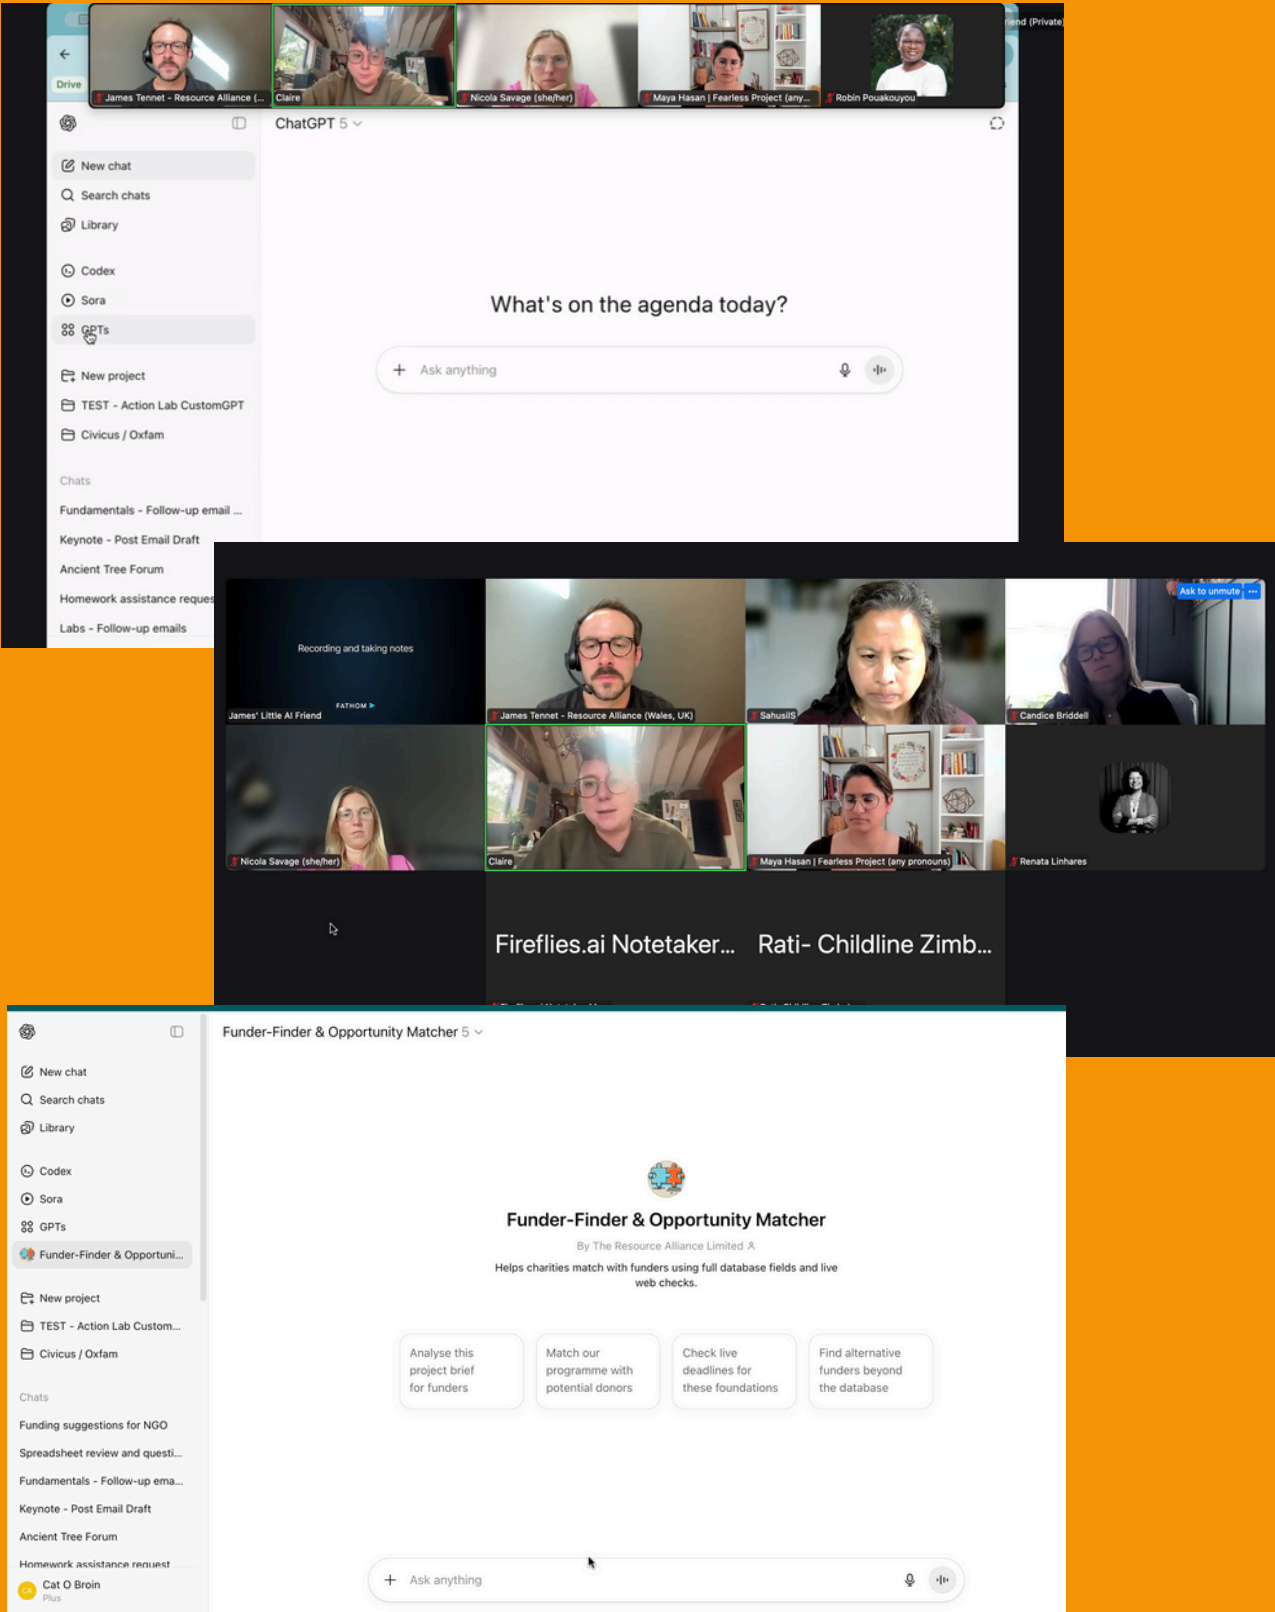 riend (Private)
Drive
James Tennet - Resource Alliance (...
Claire
Nicola Savage (she/her)
Maya Hasan | Fearless Project (any...
Robin Pouakouyou
ChatGPT 5
New chat
Search chats
Library
Codex
Sora
GPTs
New project
TEST - Action Lab CustomGPT
Civicus / Oxfam
Chats
Fundamentals - Follow-up email ...
Keynote - Post Email Draft
Ancient Tree Forum
Homework assistance reques
Labs - Follow-up emails
What's on the agenda today?
Ask anything
Recording and taking notes
FATHOM
James' Little AI Friend
James Tennet - Resource Alliance (Wales, UK)
SahusilS
Ask to unmute
Candice Briddell
Nicola Savage (she/her)
Claire
Maya Hasan | Fearless Project (any pronouns)
Renata Linhares
Fireflies.ai Notetaker...
Rati- Childline Zimb...
Funder-Finder & Opportunity Matcher 5
New chat
Search chats
Library
Codex
Sora
GPTs
Funder-Finder & Opportuni...
New project
TEST - Action Lab Custom...
Civicus / Oxfam
Chats
Funding suggestions for NGO
Spreadsheet review and questi...
Fundamentals - Follow-up ema...
Keynote - Post Email Draft
Ancient Tree Forum
Homework assistance request
CA
Cat O Broin
Plus
Funder-Finder & Opportunity Matcher
By The Resource Alliance Limited
Helps charities match with funders using full database fields and live
web checks.
Analyse this
project brief
for funders
Match our
programme with
potential donors
Check live
deadlines for
these foundations
Find alternative
funders beyond
the database
Ask anything